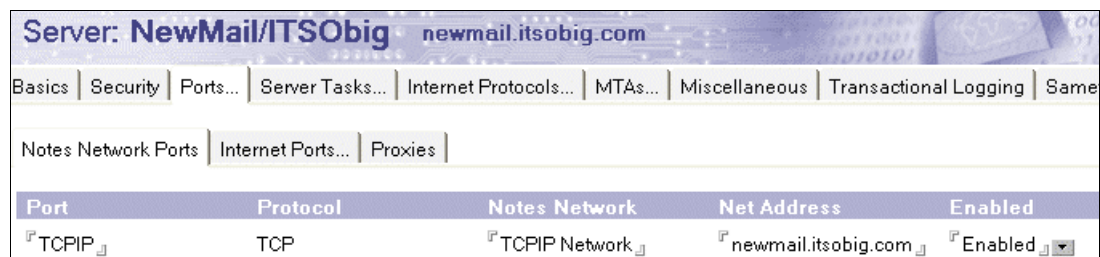 Server: NewMail/ITSObig newmail.itsobig.com
Basics Security Ports... Server Tasks... Internet Protocols... MTAs... Miscellaneous Transactional Logging Same
Notes Network Ports Internet Ports... Proxies
Port Protocol Notes Network Net Address Enabled
TCPIP TCP TCPIP Network newmail.itsobig.com Enabled